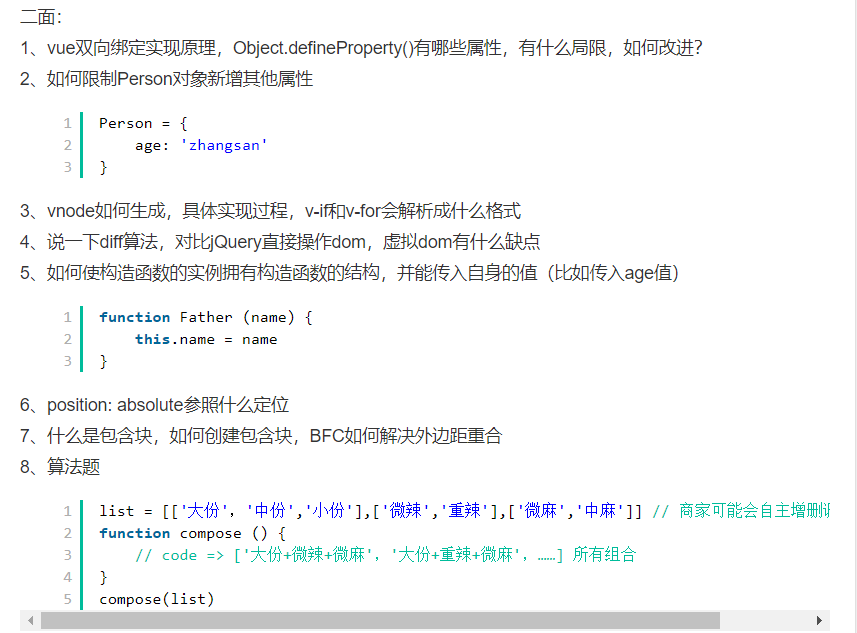 二面：
1、vue双向绑定实现原理，Object.defineProperty()有哪些属性，有什么局限，如何改进？
2、如何限制Person对象新增其他属性
1 Person = {
2     age: 'zhangsan'
3 }
3、vnode如何生成，具体实现过程，v-if和v-for会解析成什么格式
4、说一下diff算法，对比jQuery直接操作dom，虚拟dom有什么缺点
5、如何使构造函数的实例拥有构造函数的结构，并能传入自身的值（比如传入age值）
1 function Father (name) {
2     this.name = name
3 }
6、position: absolute参照什么定位
7、什么是包含块，如何创建包含块，BFC如何解决外边距重合
8、算法题
1 list = [['大份', '中份','小份'],['微辣','重辣'],['微麻','中麻']] // 商家可能会自主增删
2 function compose () {
3     // code => ['大份+微辣+微麻', '大份+重辣+微麻', ……] 所有组合
4 }
5 compose(list)